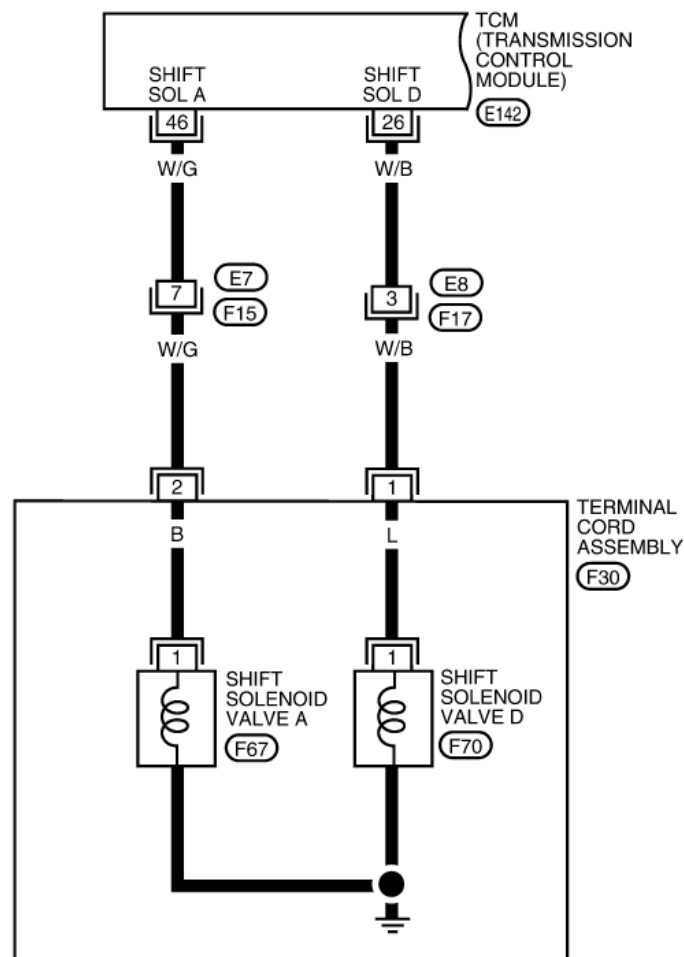 TCM
(TRANSMISSION
CONTROL
MODULE)
E142
SHIFT
SOL A
SHIFT
SOL D
46
26
W/G
W/B
7
E7
F15
3
E8
F17
W/G
W/B
2
1
B
L
TERMINAL
CORD
ASSEMBLY
F30
1
SHIFT
SOLENOID
VALVE A
F67
1
SHIFT
SOLENOID
VALVE D
F70